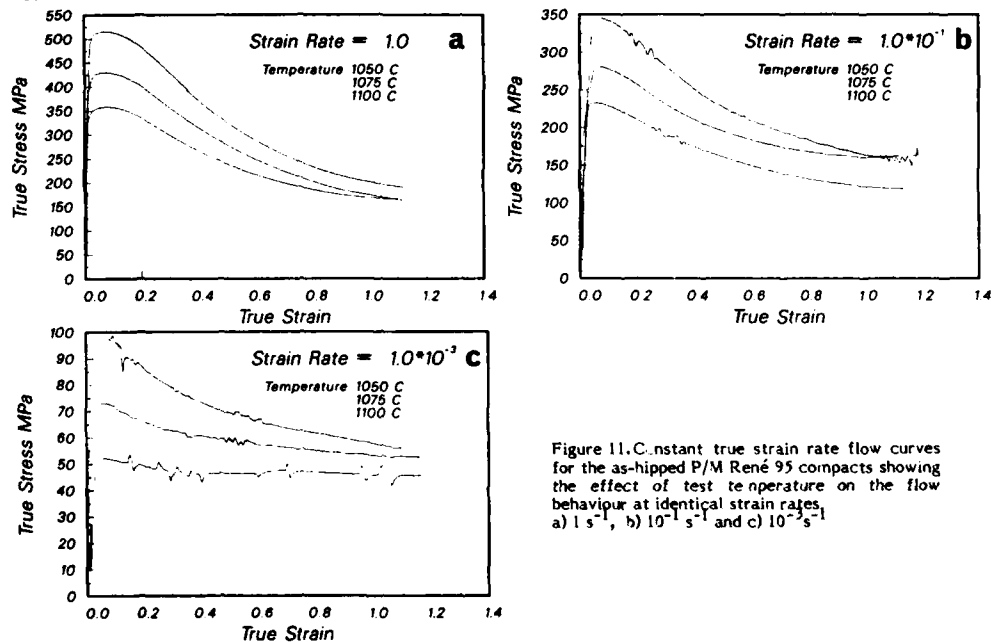 550
500
450
400
350
300
250
200
150
100
50
0
True Stress MPa
Strain Rate = 1.0 a
Temperature 1050 C
1075 C
1100 C
0.0 0.2 0.4 0.6 0.8 1.0 1.2 1.4
True Strain
350
300
250
200
150
100
50
0
True Stress MPa
Strain Rate = 1.0*10⁻¹ b
Temperature 1050 C
1075 C
1100 C
0.0 0.2 0.4 0.6 0.8 1.0 1.2 1.4
True Strain
100
90
80
70
60
50
40
30
20
10
0
True Stress MPa
Strain Rate = 1.0*10⁻³ c
Temperature 1050 C
1075 C
1100 C
0.0 0.2 0.4 0.6 0.8 1.0 1.2 1.4
True Strain
Figure 11. Constant true strain rate flow curves
for the as-hipped P/M René 95 compacts showing
the effect of test temperature on the flow
behaviour at identical strain rates
a) 1 s⁻¹, b) 10⁻¹ s⁻¹ and c) 10⁻³s⁻¹